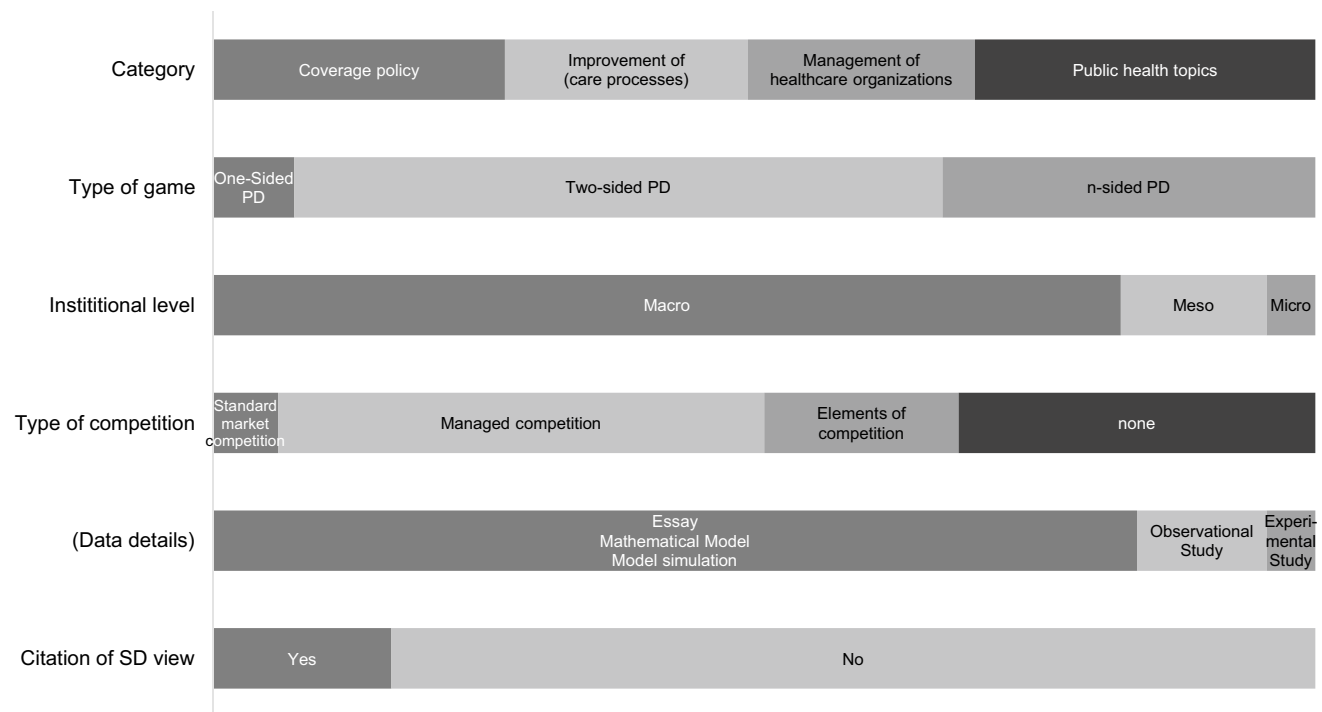 Category
Coverage policy
Improvement of
(care processes)
Management of
healthcare organizations
Public health topics
Type of game
One-Sided
PD
Two-sided PD
n-sided PD
Instititional level
Macro
Meso
Micro
Type of competition
Standard
market
competition
Managed competition
Elements of
competition
none
(Data details)
Essay
Mathematical Model
Model simulation
Observational
Study
Experi-
mental
Study
Citation of SD view
Yes
No